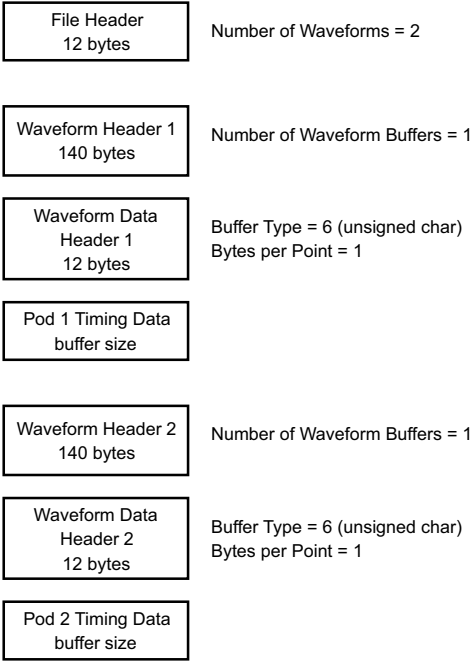 File Header
12 bytes
Number of Waveforms = 2
Waveform Header 1
140 bytes
Number of Waveform Buffers = 1
Waveform Data
Header 1
12 bytes
Buffer Type = 6 (unsigned char)
Bytes per Point = 1
Pod 1 Timing Data
buffer size
Waveform Header 2
140 bytes
Number of Waveform Buffers = 1
Waveform Data
Header 2
12 bytes
Buffer Type = 6 (unsigned char)
Bytes per Point = 1
Pod 2 Timing Data
buffer size